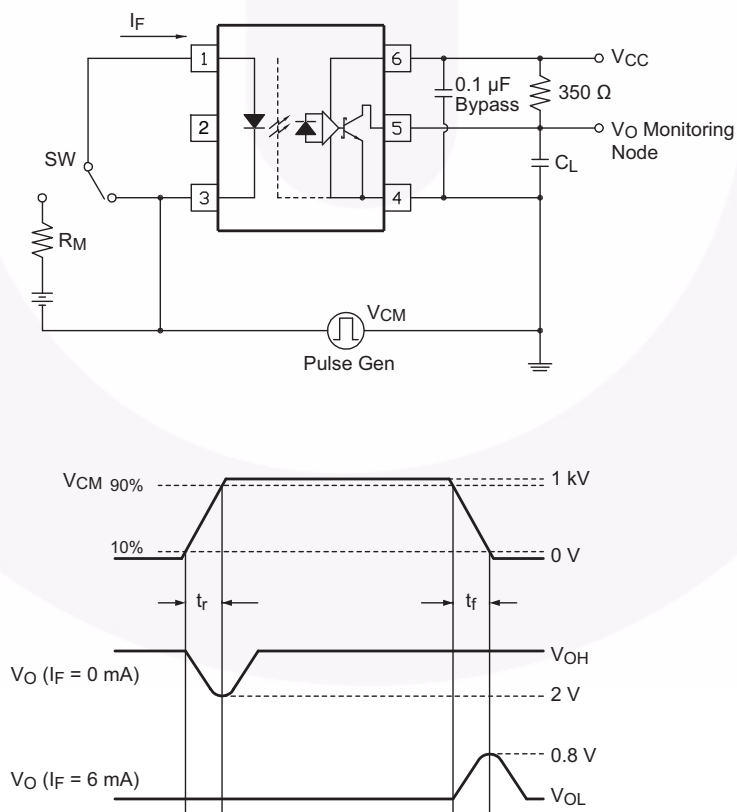 IF
1
2
3
6
5
4
SW
RM
0.1 µF
Bypass
350 Ω
VCC
VO Monitoring
Node
CL
VCM
Pulse Gen
VCM 90%
10%
1 kV
0 V
tr
tf
VO (IF = 0 mA)
VOH
2 V
VO (IF = 6 mA)
0.8 V
VOL